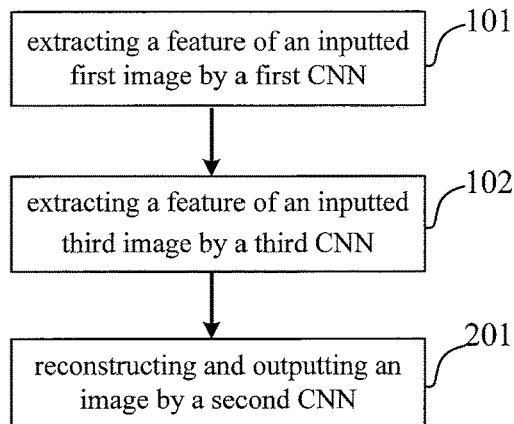 extracting a feature of an inputted
first image by a first CNN
101
extracting a feature of an inputted
third image by a third CNN
102
reconstructing and outputting an
image by a second CNN
201